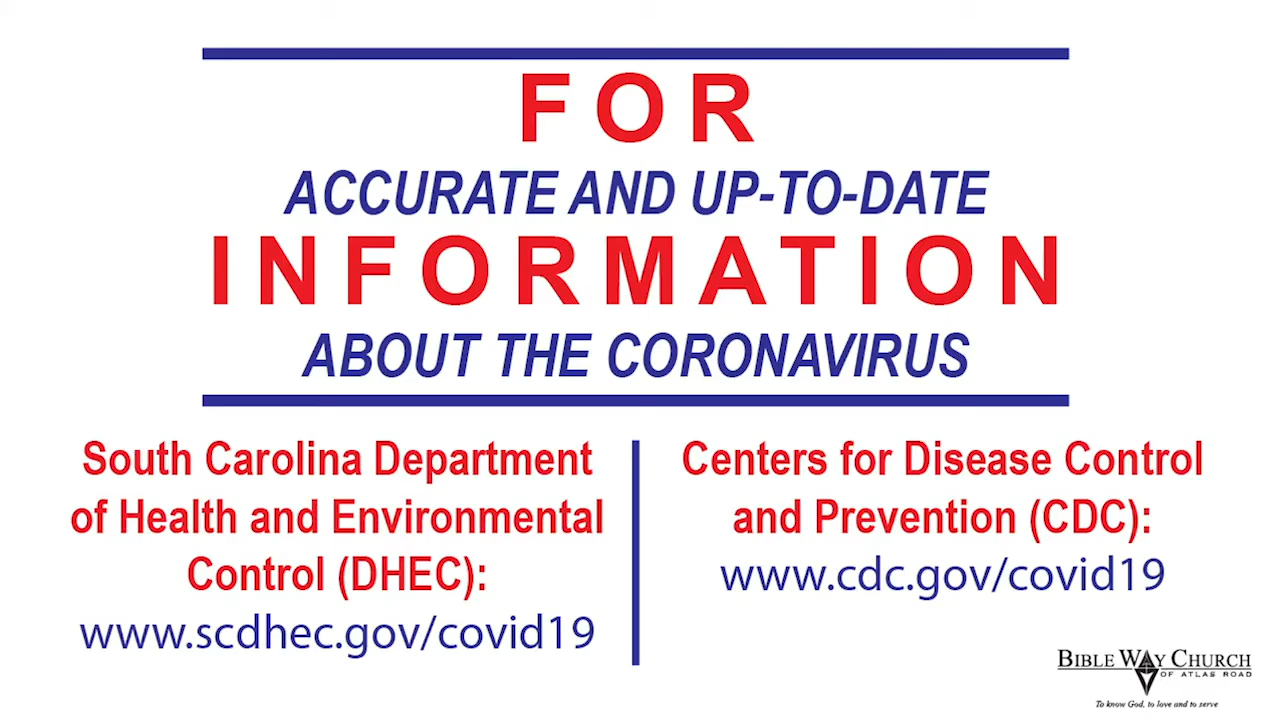 FOR
ACCURATE AND UP-TO-DATE
INFORMATION
ABOUT THE CORONAVIRUS
South Carolina Department
of Health and Environmental
Control (DHEC):
www.scdhec.gov/covid19
Centers for Disease Control
and Prevention (CDC):
www.cdc.gov/covid19
BIBLE WAY CHURCH
OF ATLAS ROAD
To know God, to love and to serve